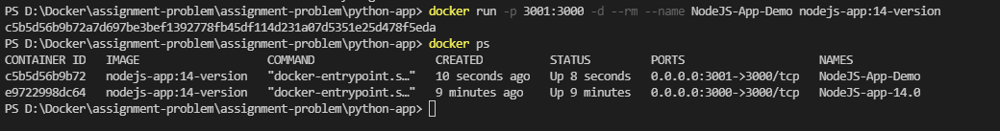 PS D:\Docker\assignment-problem\assignment-problem\python-app> docker run -p 3001:3000 -d --rm --name NodeJS-App-Demo nodejs-app:14-version
c5b5d56b9b72a7d697be3bef1392778fb45df114d231a07d5351e25d478f5eda
PS D:\Docker\assignment-problem\assignment-problem\python-app> docker ps
CONTAINER ID   IMAGE                   COMMAND                  CREATED          STATUS         PORTS                    NAMES
c5b5d56b9b72   nodejs-app:14-version   "docker-entrypoint.s…"   10 seconds ago   Up 8 seconds   0.0.0.0:3001->3000/tcp   NodeJS-App-Demo
e9722998dc64   nodejs-app:14-version   "docker-entrypoint.s…"   9 minutes ago    Up 9 minutes   0.0.0.0:3000->3000/tcp   NodeJS-app-14.0
PS D:\Docker\assignment-problem\assignment-problem\python-app>